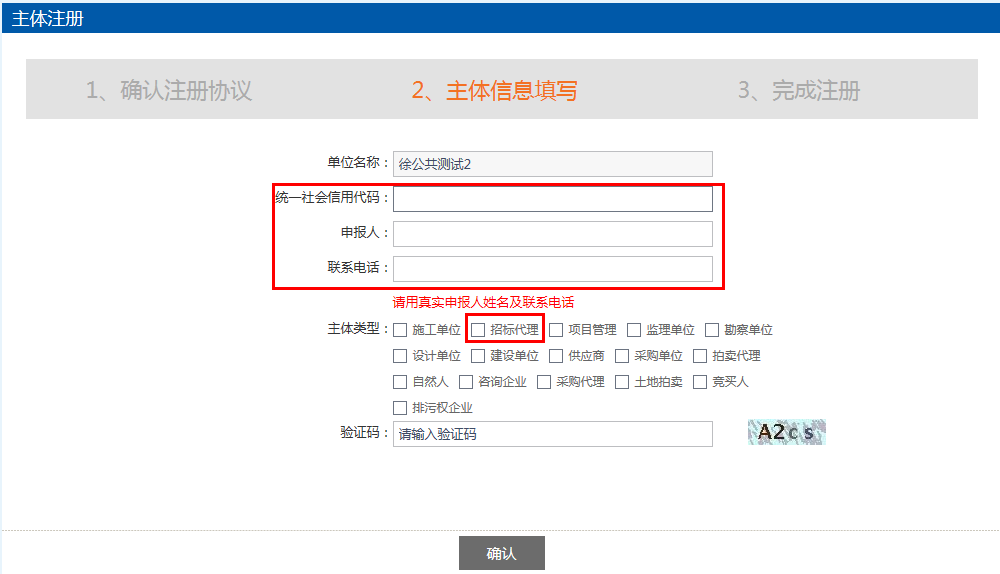 主体注册
1、确认注册协议 2、主体信息填写 3、完成注册
单位名称： 徐公共测试2
统一社会信用代码：
申报人：
联系电话：
请用真实申报人姓名及联系电话
主体类型： 施工单位 招标代理 项目管理 监理单位 勘察单位
设计单位 建设单位 供应商 采购单位 拍卖代理
自然人 咨询企业 采购代理 土地拍卖 竞买人
排污权企业
验证码： 请输入验证码 A2cs
确认